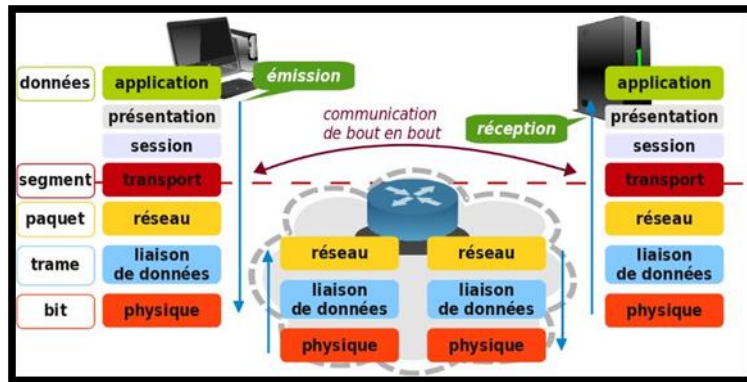 données
application
émission
application
présentation
communication
de bout en bout
réception
présentation
session
session
segment
transport
transport
paquet
réseau
réseau
réseau
réseau
trame
liaison
de données
liaison
de données
liaison
de données
liaison
de données
bit
physique
physique
physique
physique